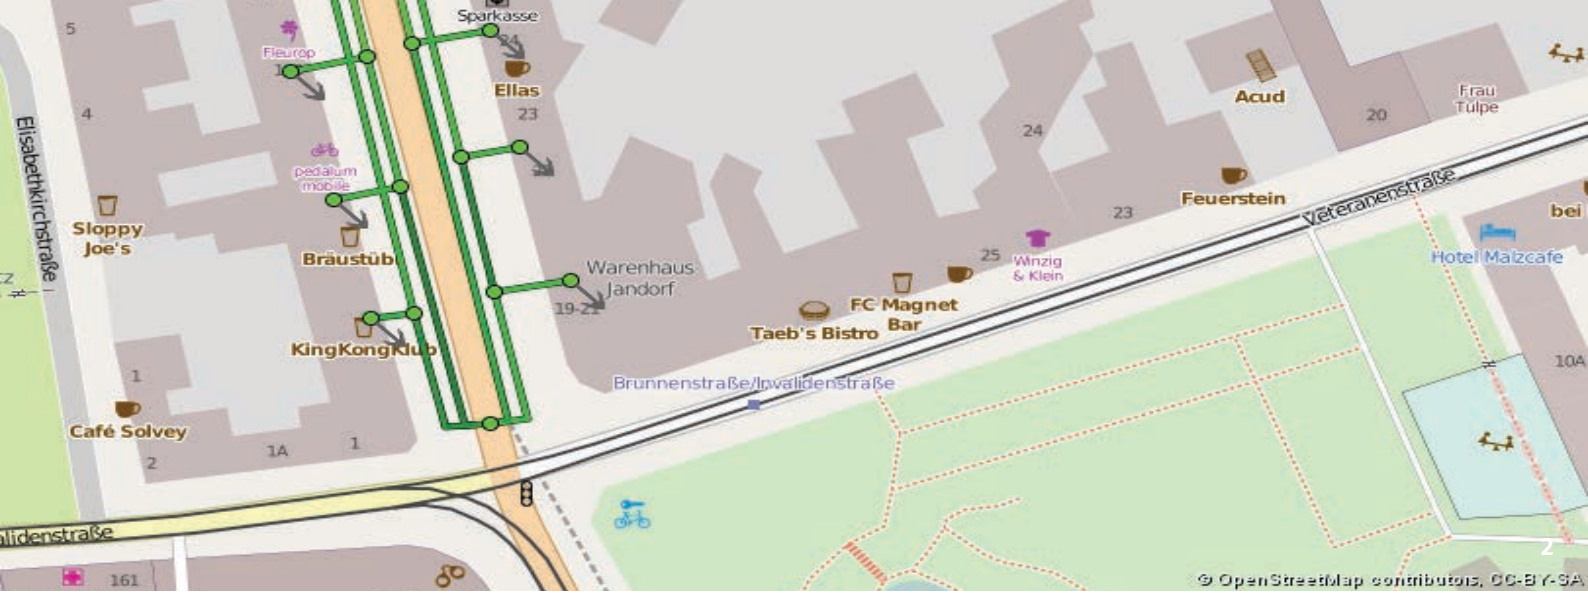 Sparkasse
24
5
Fleurop
Ellas
Acud
Frau
Tulpe
4
23
20
24
Elisabethkirchstraße
pedalum
mobile
Feuerstein
Veteranenstraße
bei
Sloppy
Joe's
23
Bräustübl
25
Winzig
& Klein
Hotel Malzcafe
Warenhaus
Jandorf
19-21
FC Magnet
Bar
Taeb's Bistro
KingKongKlub
1
Brunnenstraße/Invalidenstraße
10A
Café Solvey
2
1A
1
alidenstraße
161
2
© OpenStreetMap contributors, CC-BY-SA